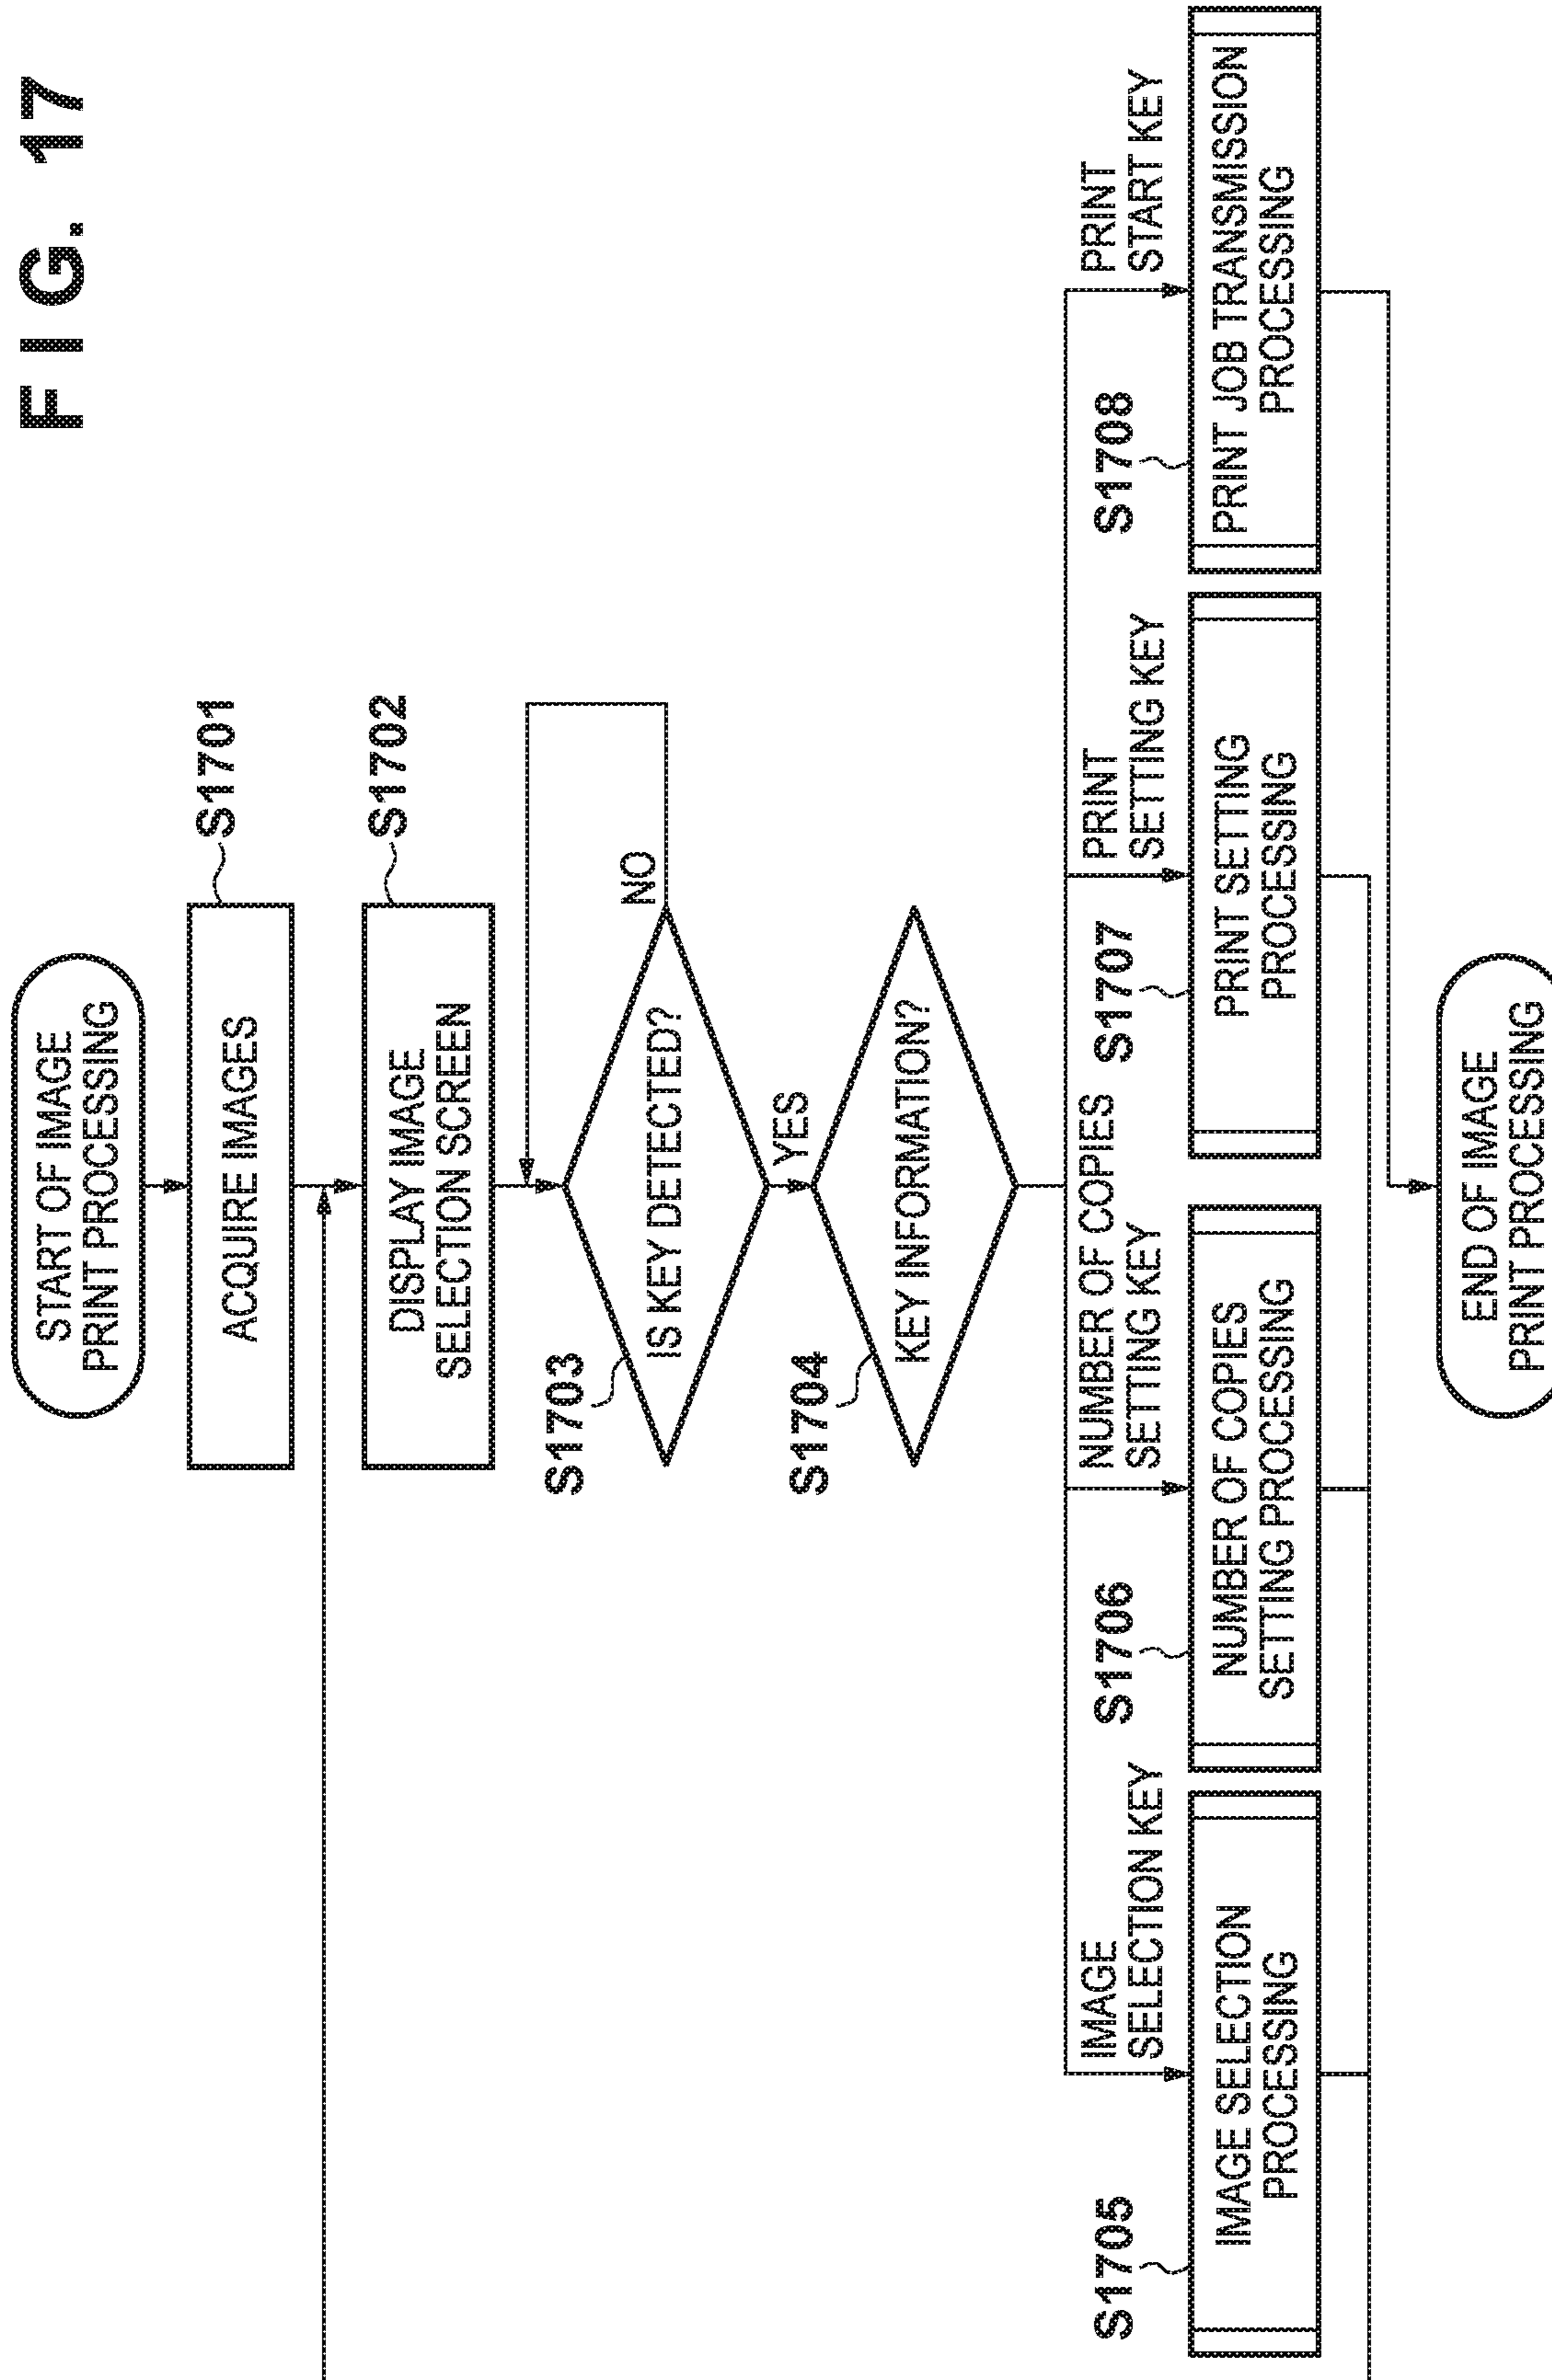 FIG. 17
START OF IMAGE
PRINT PROCESSING
S1701
ACQUIRE IMAGES
S1702
DISPLAY IMAGE
SELECTION SCREEN
S1703
IS KEY DETECTED?
NO
YES
S1704
KEY INFORMATION?
IMAGE
SELECTION KEY
NUMBER OF COPIES
SETTING KEY
PRINT
SETTING KEY
PRINT
START KEY
S1705
IMAGE SELECTION
PROCESSING
S1706
NUMBER OF COPIES
SETTING PROCESSING
S1707
PRINT SETTING
PROCESSING
S1708
PRINT JOB TRANSMISSION
PROCESSING
END OF IMAGE
PRINT PROCESSING